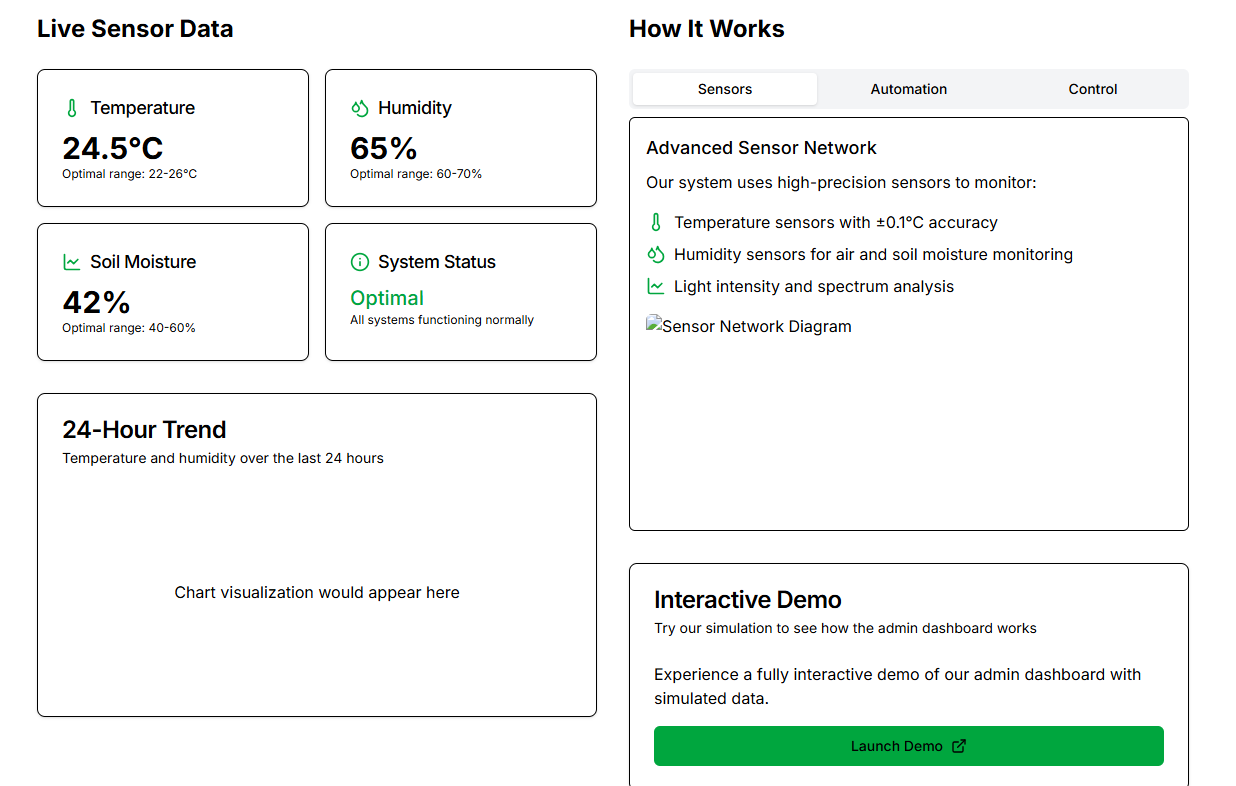 Live Sensor Data
Temperature
24.5°C
Optimal range: 22-26°C
Humidity
65%
Optimal range: 60-70%
Soil Moisture
42%
Optimal range: 40-60%
System Status
Optimal
All systems functioning normally
24-Hour Trend
Temperature and humidity over the last 24 hours
Chart visualization would appear here
How It Works
Sensors
Automation
Control
Advanced Sensor Network
Our system uses high-precision sensors to monitor:
Temperature sensors with ±0.1°C accuracy
Humidity sensors for air and soil moisture monitoring
Light intensity and spectrum analysis
Sensor Network Diagram
Interactive Demo
Try our simulation to see how the admin dashboard works
Experience a fully interactive demo of our admin dashboard with
simulated data.
Launch Demo